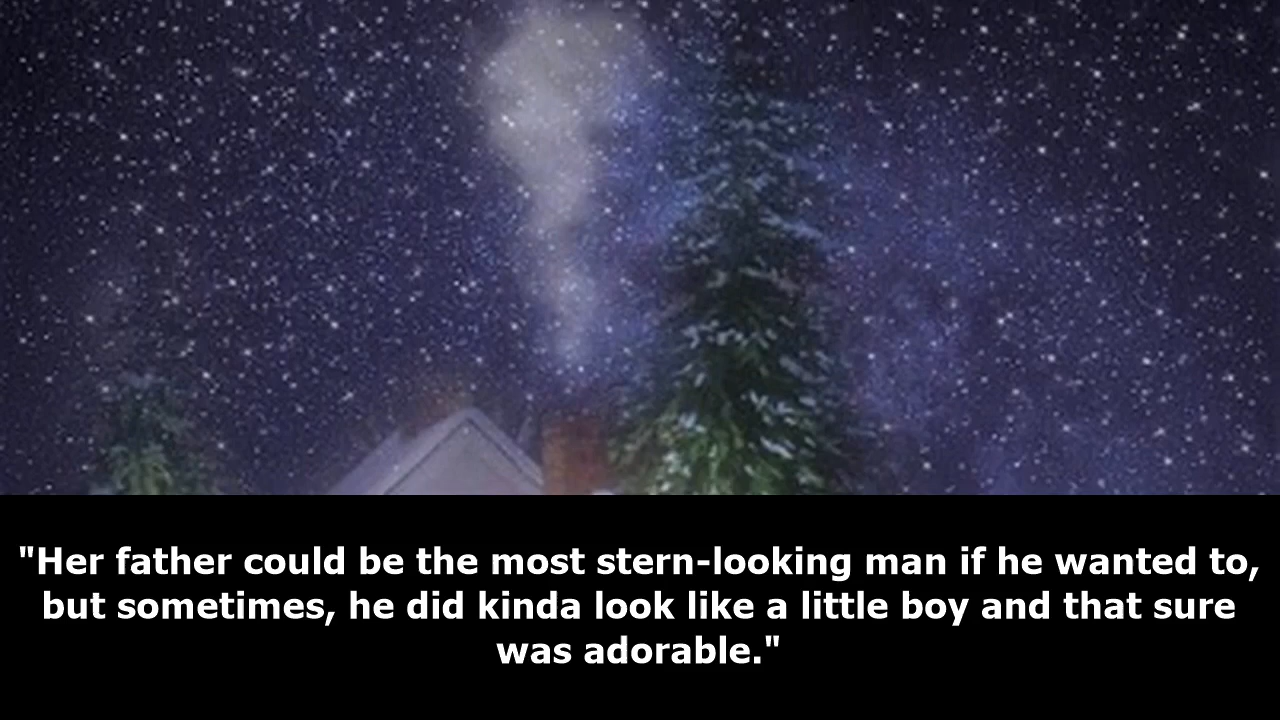 "Her father could be the most stern-looking man if he wanted to,
but sometimes, he did kinda look like a little boy and that sure
was adorable."